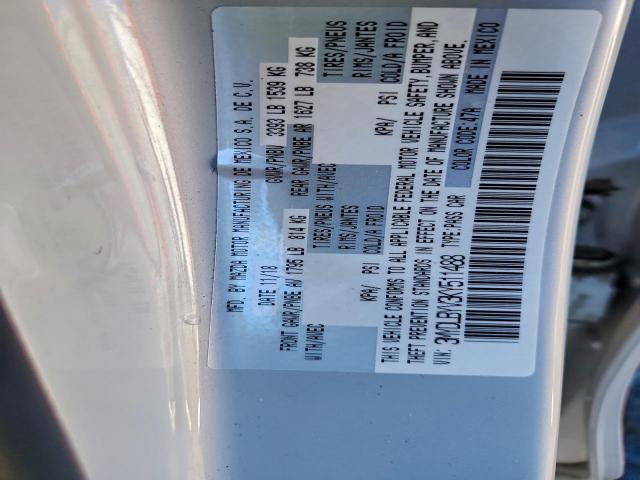 MFD. BY MAZDA MOTOR MANUFACTURING DE MEXICO S.A. DE C.V.
DATE 11/18 GVWR/PNBV 3393 LB 1539 KG
FRONT GAWR/PNBE AV 1795 LB 814 KG REAR GAWR/PNBE AR 1627 LB 738 KG
WITH/AVEC TIRES/PNEUS WITH/AVEC TIRES/PNEUS
RIMS/JANTES RIMS/JANTES
KPA/ PSI COLD/A FROID KPA/ PSI COLD/A FROID
THIS VEHICLE CONFORMS TO ALL APPLICABLE FEDERAL MOTOR VEHICLE SAFETY, BUMPER, AND
THEFT PREVENTION STANDARDS IN EFFECT ON THE DATE OF MANUFACTURE SHOWN ABOVE.
VIN: TYPE: PASS CAR COLOR CODE: 47A MADE IN MEXICO